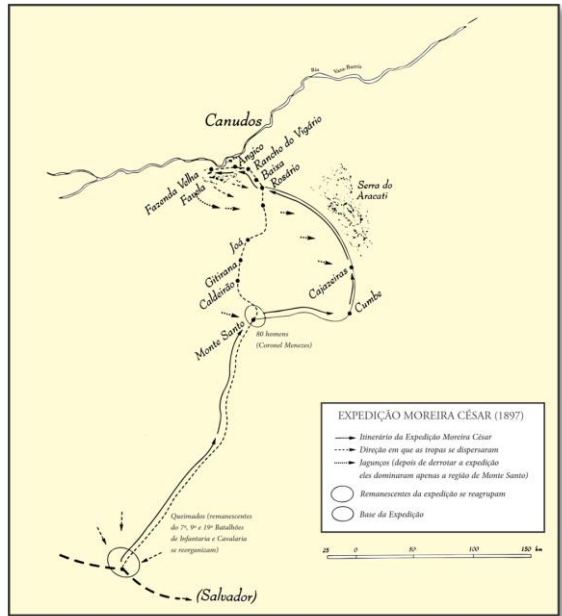 Rio Vaza-Barris
Canudos
Angico
Rancho do Vigário
Baixa
Rosário
Fazenda Velha
Favela
Serra do
Aracati
Joá
Gitirana
Caldeirão
Cajazeiras
Cumbe
Monte Santo
80 homens
(Coronel Menezes)
EXPEDIÇÃO MOREIRA CÉSAR (1897)
Itinerário da Expedição Moreira César
Direção em que as tropas se dispersaram
Jagunços (depois de derrotar a expedição
eles dominaram apenas a região de Monte Santo)
Remanescentes da expedição se reagrupam
Base da Expedição
Queimados (remanescentes
do 7º, 9º e 19º Batalhões
de Infantaria e Cavalaria
se reorganizam)
25 0 50 100 150 km
(Salvador)